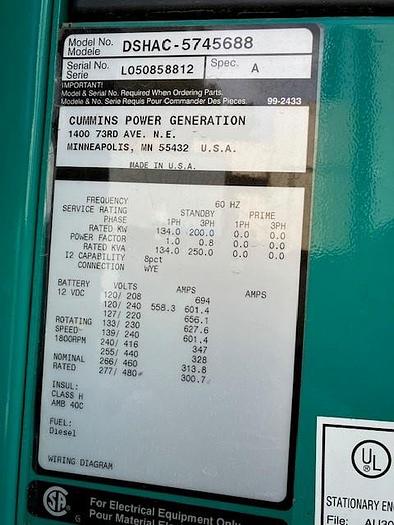 Model No. DSHAC-5745688
Modele
Serial No. L050858812 Spec. A
Serie
IMPORTANT!
Model & Serial No. Required When Ordering Parts.
Modele & No. Serie Requis Pour Commander Des Pieces. 99-2433
CUMMINS POWER GENERATION
1400 73RD AVE. N.E.
MINNEAPOLIS, MN 55432 U.S.A.
MADE IN U.S.A.
FREQUENCY 60 HZ
SERVICE RATING STANDBY PRIME
PHASE 1PH 3PH 1PH 3PH
RATED KW 134.0 200.0 0.0 0.0
POWER FACTOR 1.0 0.8 0.0 0.0
RATED KVA 134.0 250.0 0.0 0.0
I2 CAPABILITY 8pct
CONNECTION WYE
BATTERY VOLTS AMPS AMPS
12 VDC 120/ 208 694
120/ 240 558.3 601.4
127/ 220 656.1
ROTATING 133/ 230 627.6
SPEED- 139/ 240 601.4
1800RPM 240/ 416 347
255/ 440 328
NOMINAL 266/ 460 313.8
RATED 277/ 480 300.7
INSUL:
CLASS H
AMB 40C
FUEL:
Diesel
WIRING DIAGRAM
SA
For Electrical Equipment Only
Pour Materiel
UL
STATIONARY EN
File: AU30